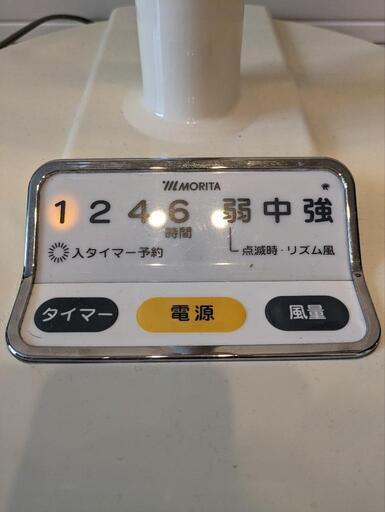 MORITA
1 2 4 6 弱 中 強
時間
入タイマー予約 点滅時・リズム風
タイマー 電源 風量